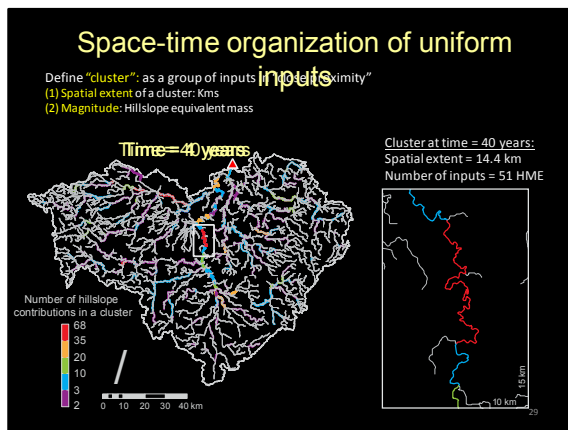 Space-time organization of uniform
inputs
Define "cluster": as a group of inputs in "close proximity"
(1) Spatial extent of a cluster: Kms
(2) Magnitude: Hillslope equivalent mass
Time = 40 years
Cluster at time = 40 years:
Spatial extent = 14.4 km
Number of inputs = 51 HME
Number of hillslope
contributions in a cluster
68
35
20
10
3
2
0 10 20 40 km
15 km
10 km
29